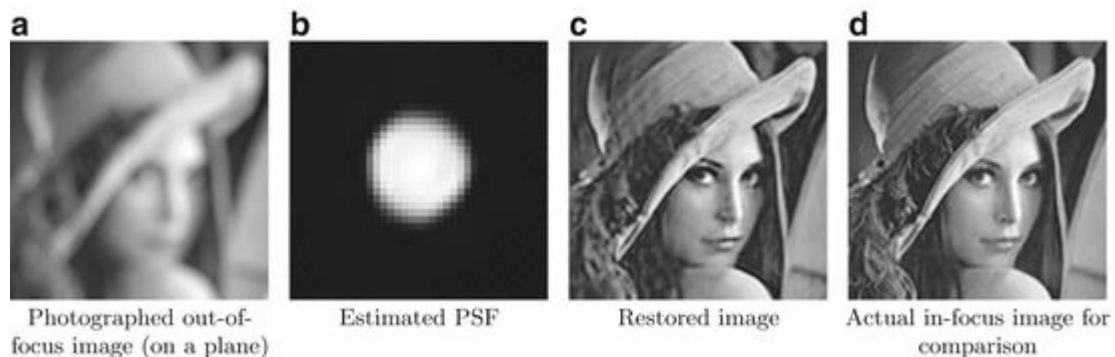 a
b
c
d
Photographed out-of-
focus image (on a plane)
Estimated PSF
Restored image
Actual in-focus image for
comparison